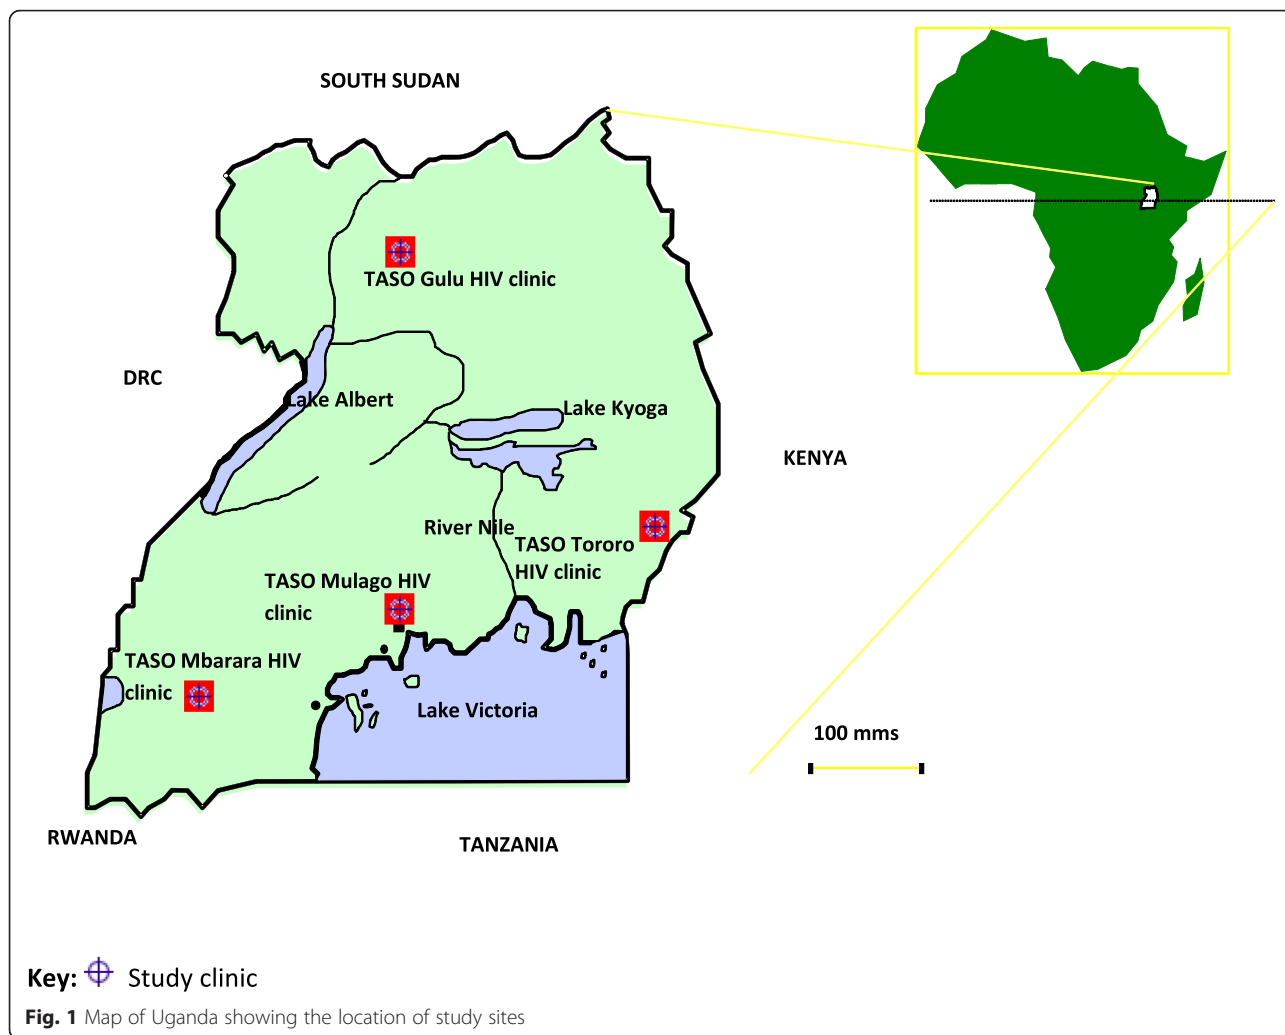 SOUTH SUDAN
TASO Gulu HIV clinic
DRC
Lake Albert
Lake Kyoga
KENYA
River Nile
TASO Tororo
HIV clinic
TASO Mulago HIV
clinic
TASO Mbarara HIV
clinic
Lake Victoria
100 mms
RWANDA
TANZANIA
Key: Study clinic
Fig. 1 Map of Uganda showing the location of study sites